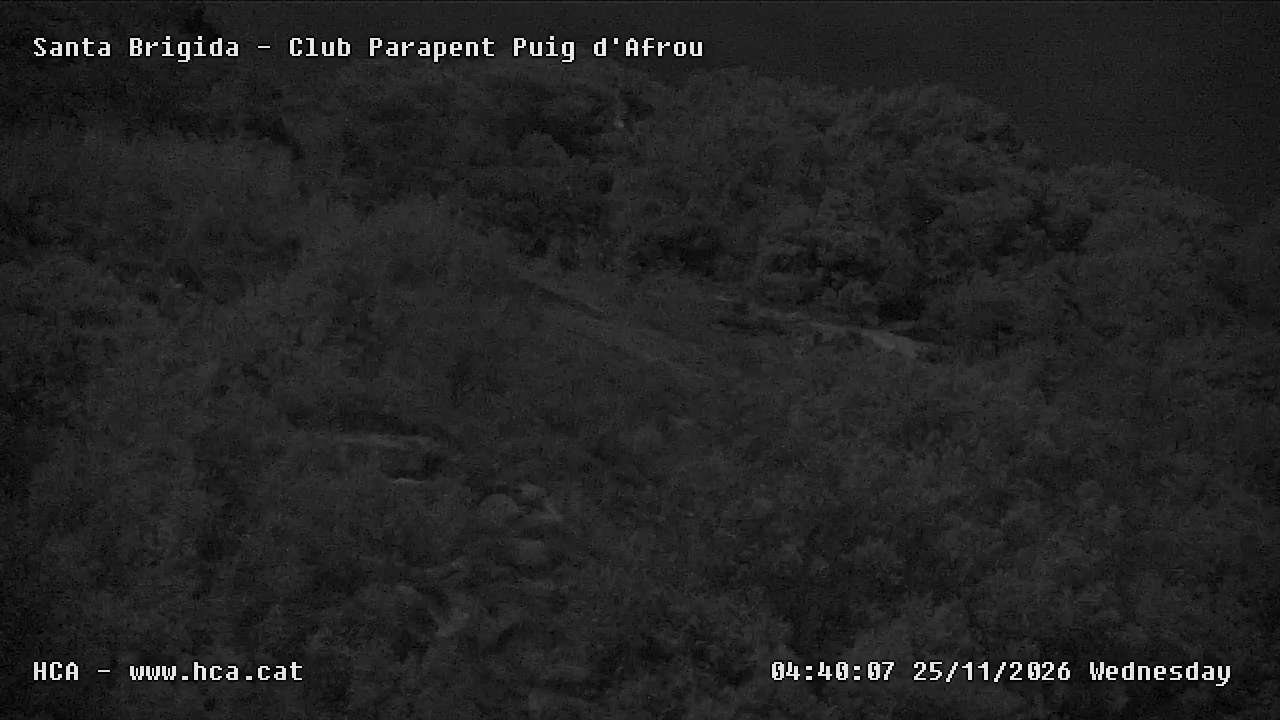 Santa Brigida - Club Parapent Puig d'Afrou
HCA - www.hca.cat
04:40:07 25/11/2026 Wednesday